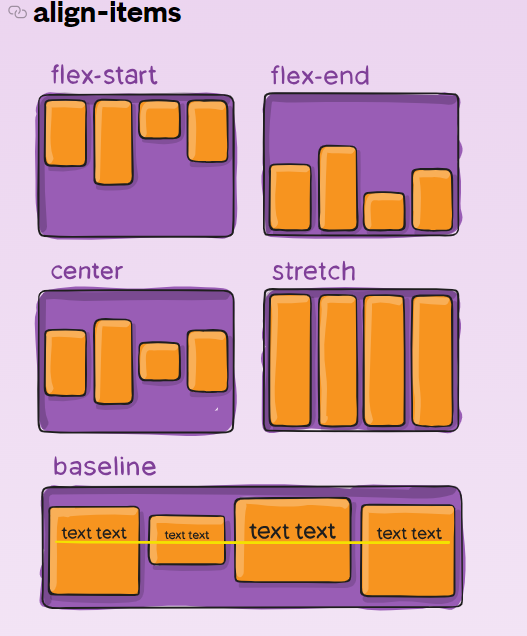 align-items
flex-start
flex-end
center
stretch
baseline
text text
text text
text text
text text